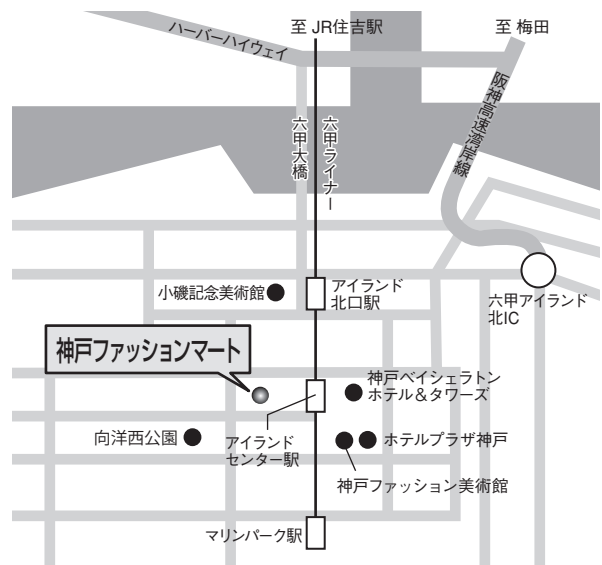 至 JR住吉駅
至 梅田
ハーバーハイウェイ
阪神高速湾岸線
六甲大橋
六甲ライナー
小磯記念美術館
アイランド
北口駅
六甲アイランド
北IC
神戸ファッションマート
神戸ベイシェラトン
ホテル&タワーズ
向洋西公園
アイランド
センター駅
ホテルプラザ神戸
神戸ファッション美術館
マリンパーク駅